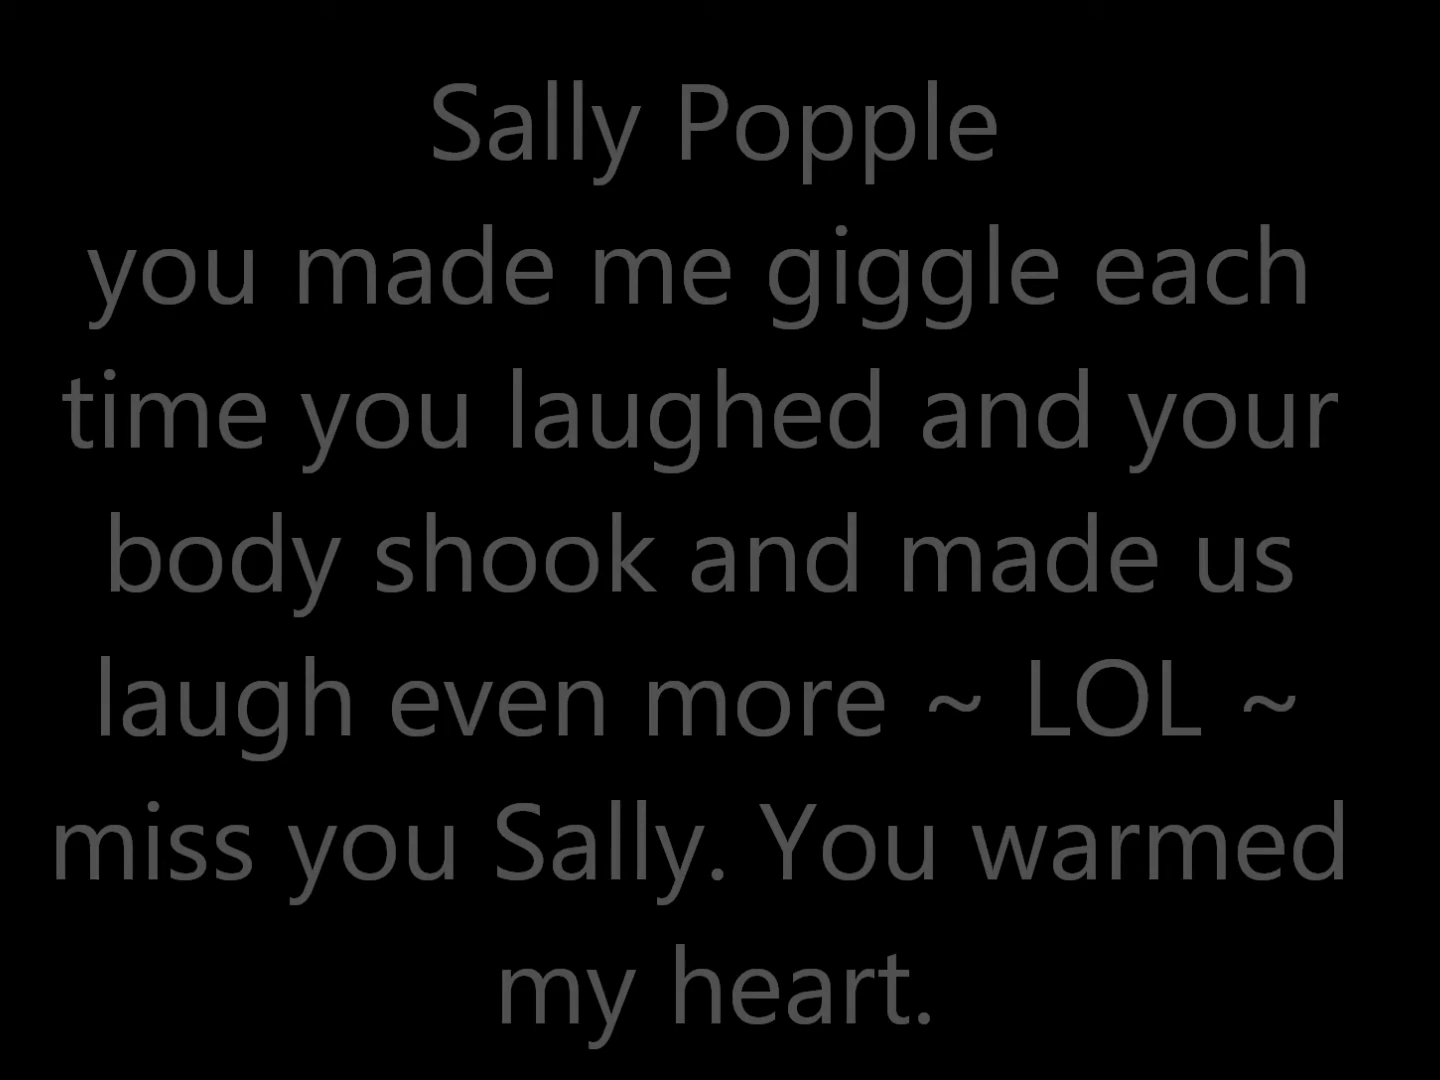 Sally Popple
you made me giggle each
time you laughed and your
body shook and made us
laugh even more ~ LOL ~
miss you Sally. You warmed
my heart.